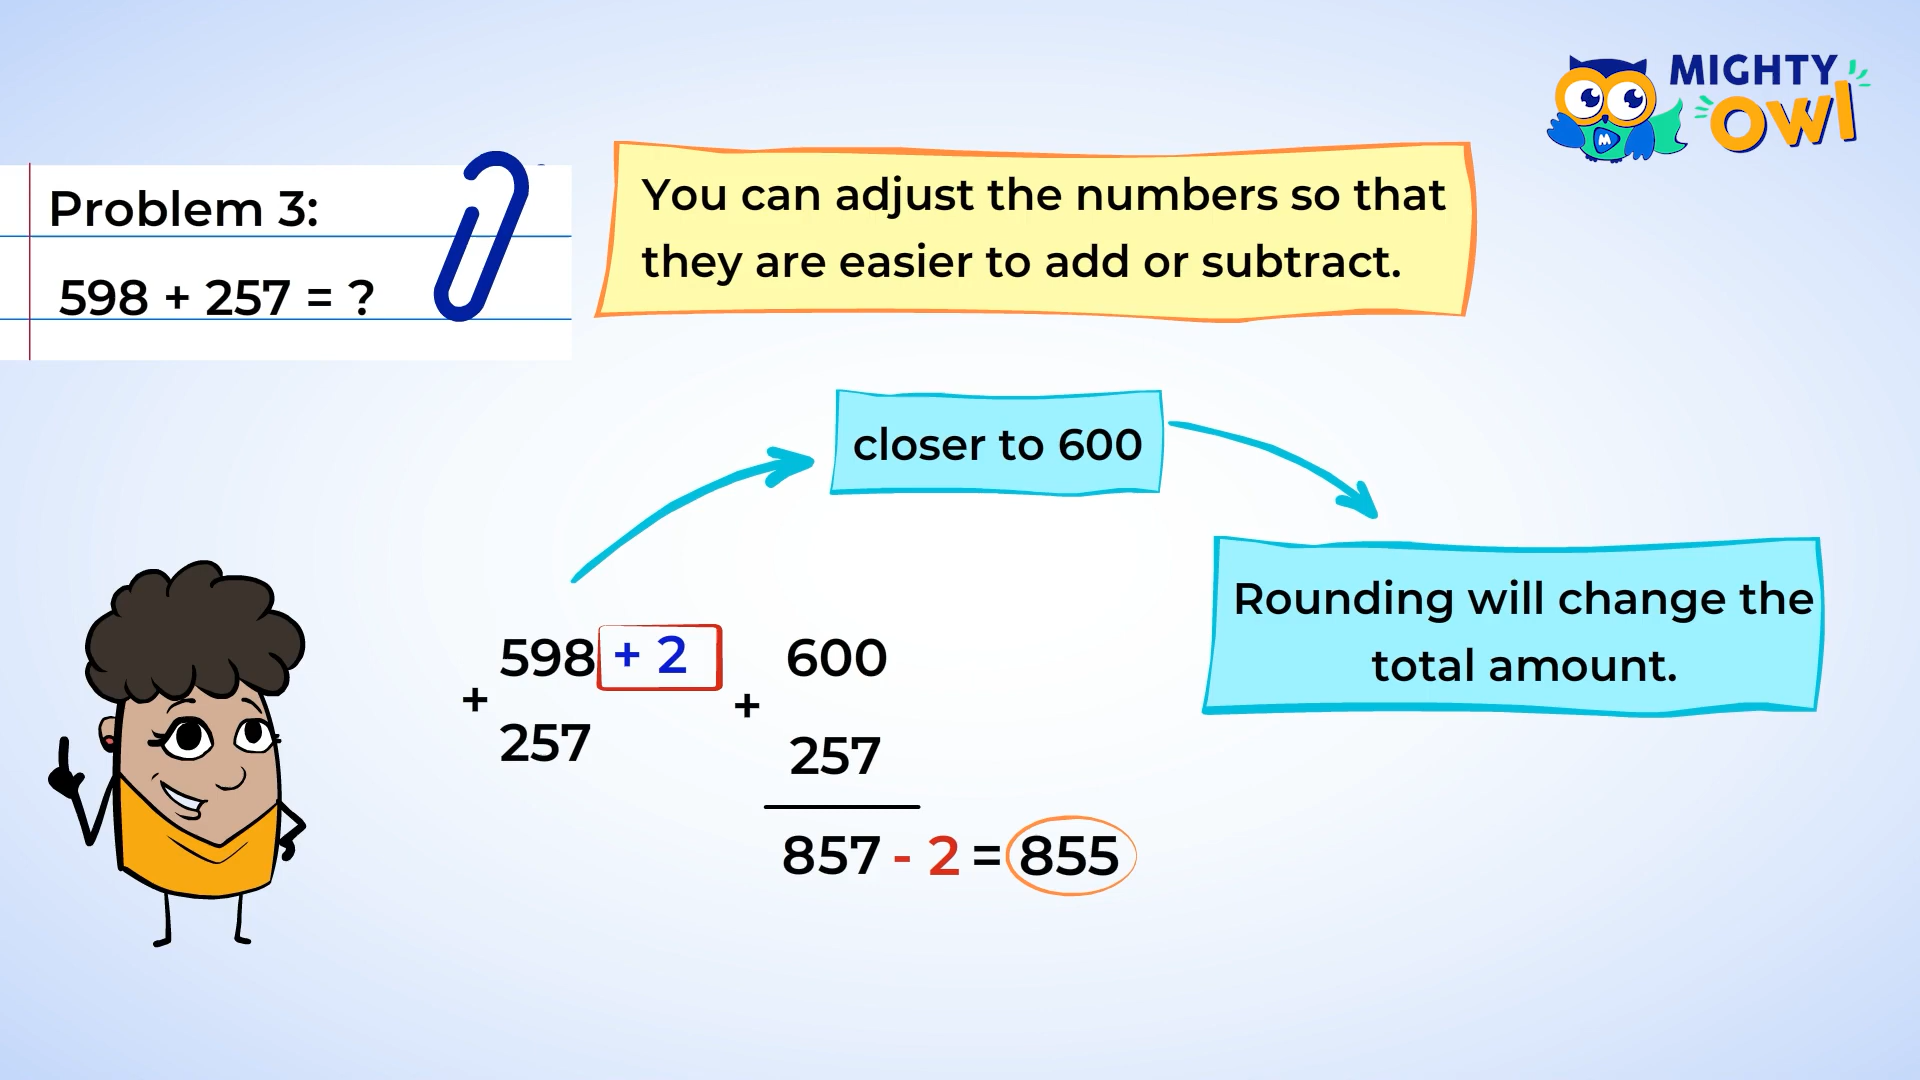 MIGHTY
OWL
M
Problem 3:
598 + 257 = ?
You can adjust the numbers so that
they are easier to add or subtract.
closer to 600
Rounding will change the
total amount.
598 + 2
+
257
600
+
257
857 - 2 = 855